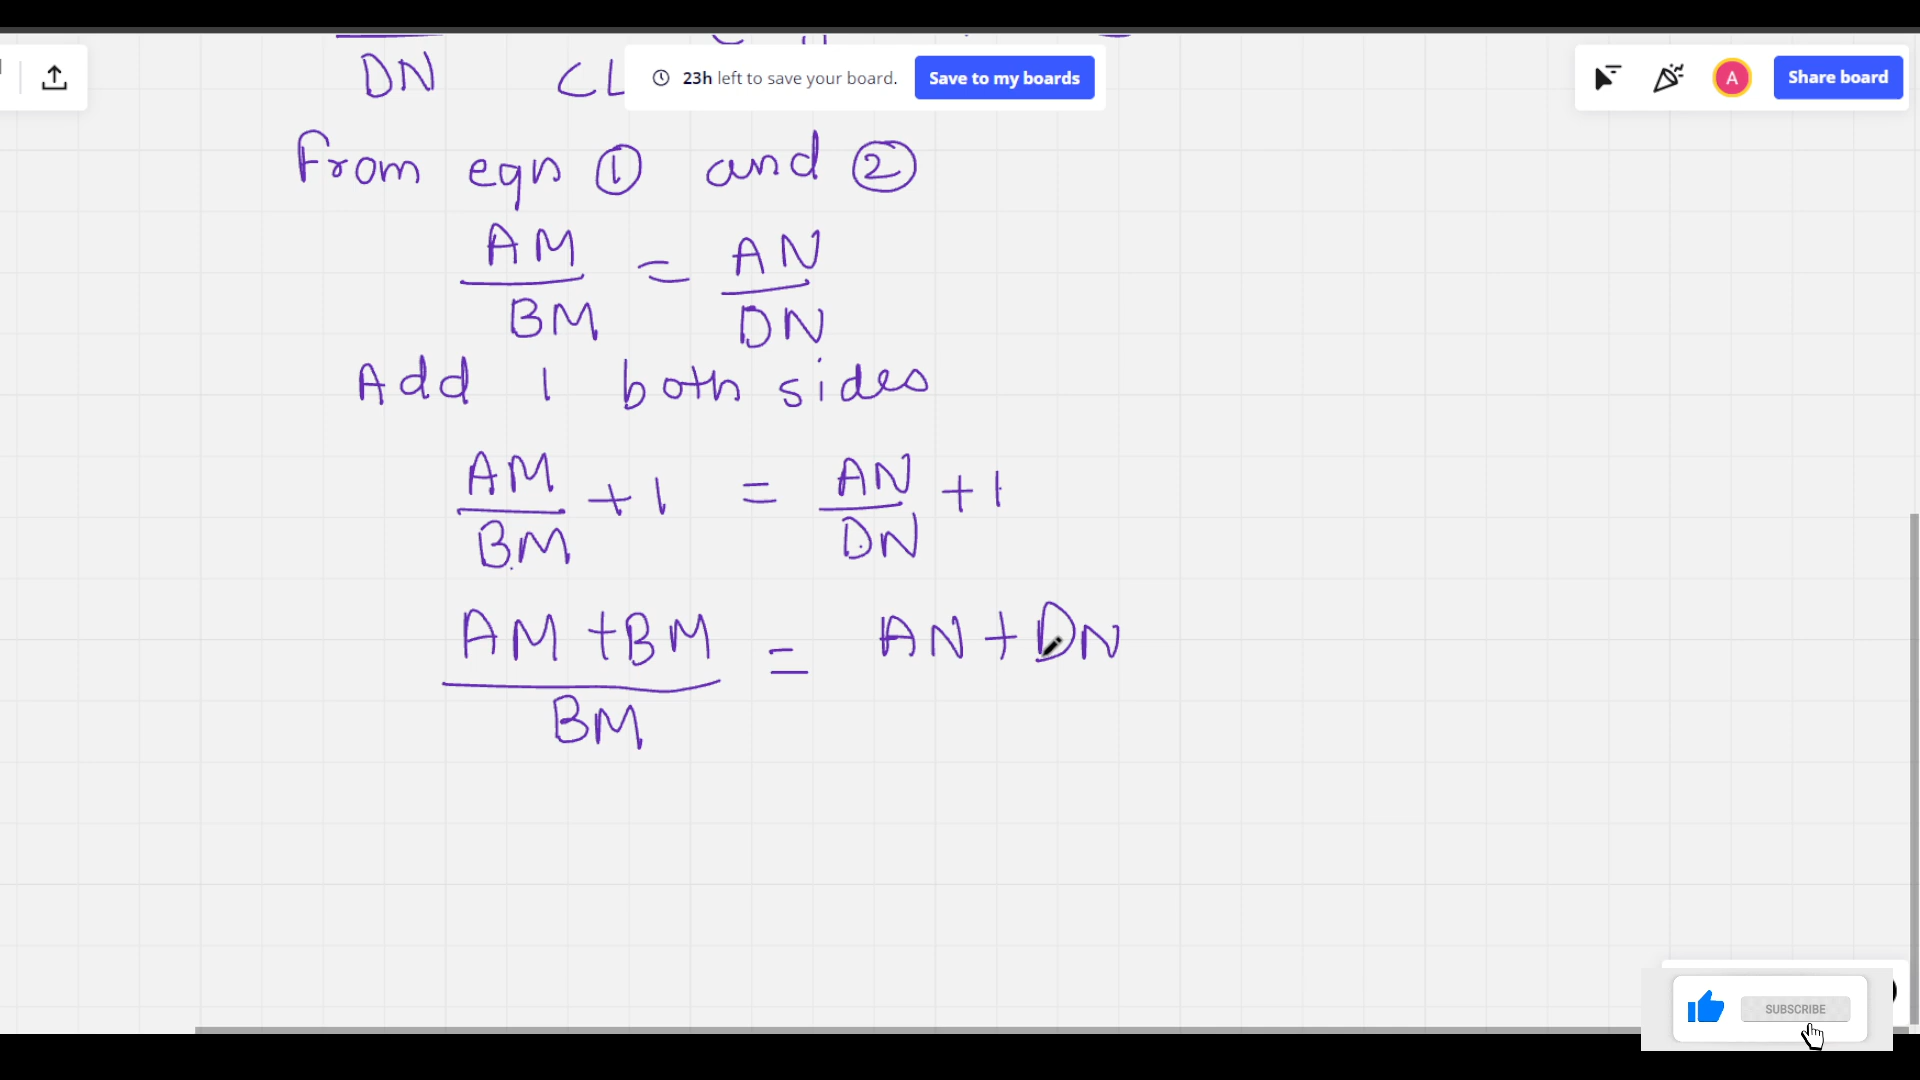 DN CL
23h left to save your board. Save to my boards
A Share board
From eqn ① and ②
AM = AN
BM DN
Add 1 both sides
AM + 1 = AN + 1
BM DN
AM + BM = AN + DN
BM
SUBSCRIBE